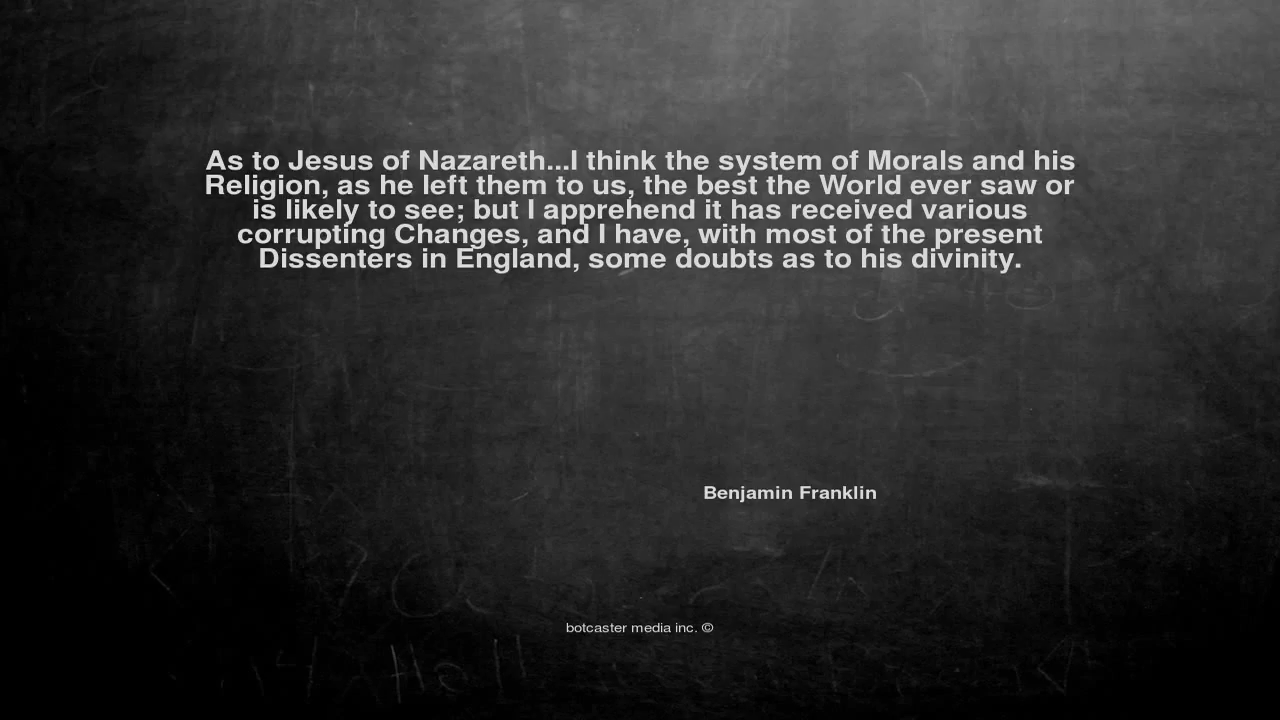 As to Jesus of Nazareth...I think the system of Morals and his
Religion, as he left them to us, the best the World ever saw or
is likely to see; but I apprehend it has received various
corrupting Changes, and I have, with most of the present
Dissenters in England, some doubts as to his divinity.
Benjamin Franklin
botcaster media inc. ©